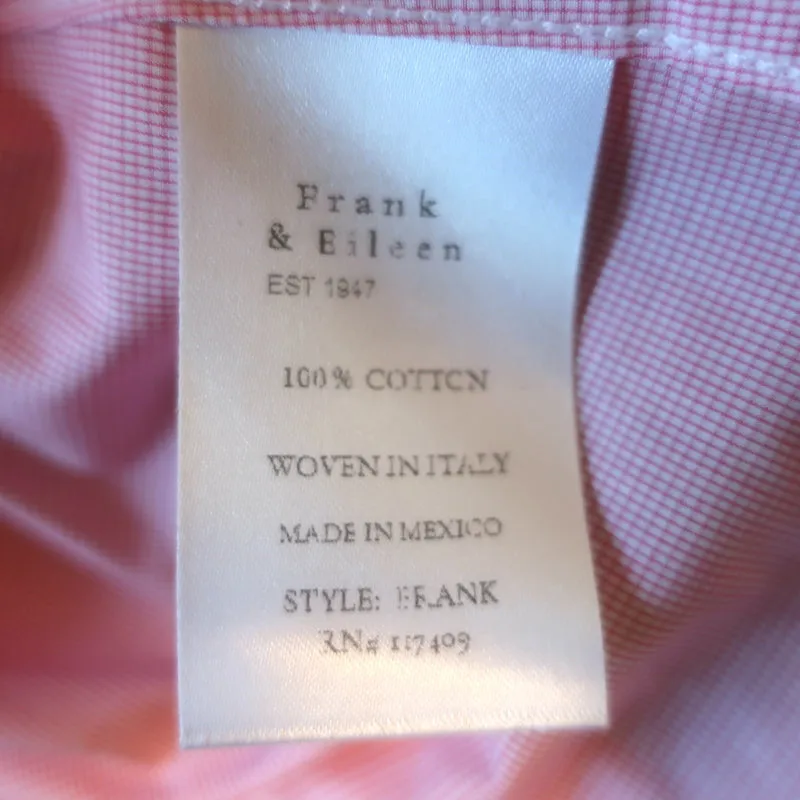 Frank
& Eileen
EST 1947
100% COTTON
WOVEN IN ITALY
MADE IN MEXICO
STYLE: FRANK
RN# 117409